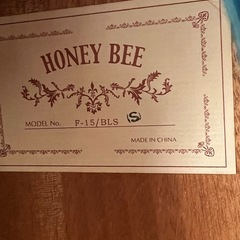 HONEY BEE
MODEL No. F-15/BLS S
MADE IN CHINA